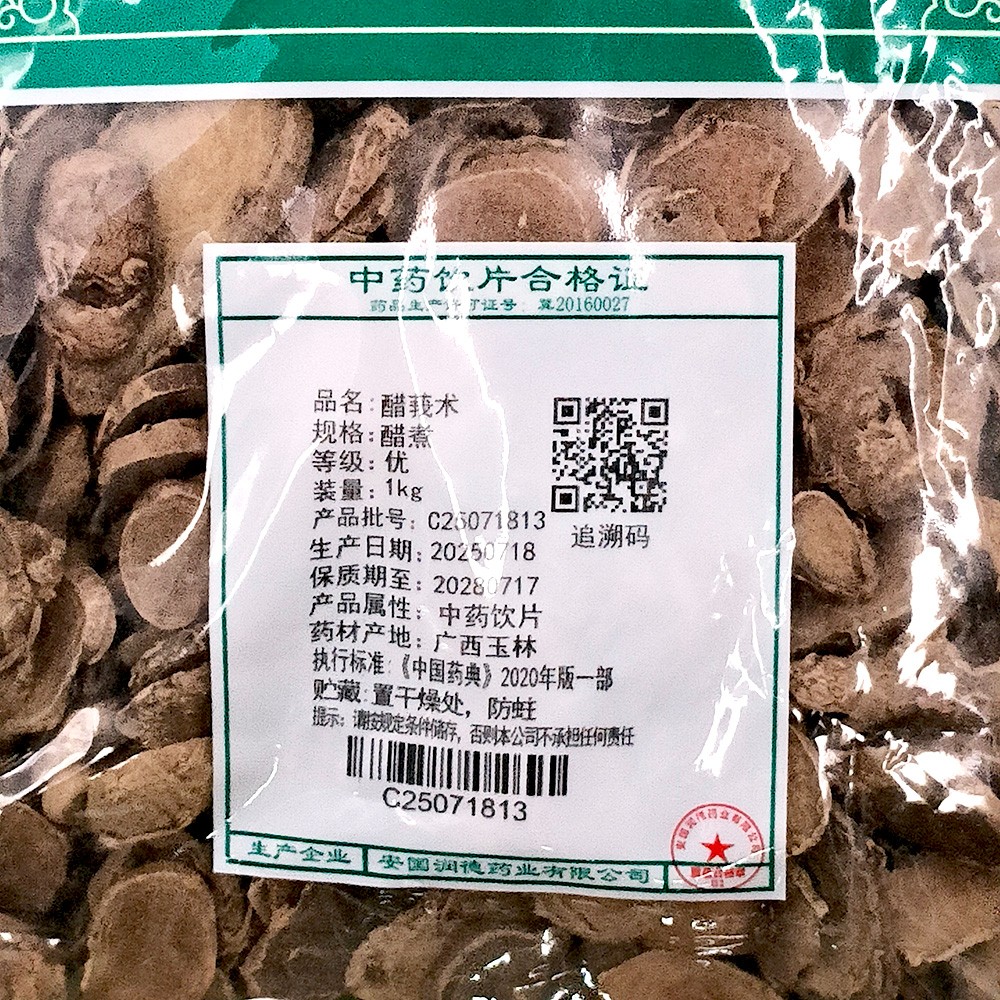 中药饮片合格证
药品生产许可证号：冀20160027
品名：醋莪术
规格：醋煮
等级：优
装量：1kg
产品批号：C25071813
生产日期：20250718
保质期至：20280717
产品属性：中药饮片
药材产地：广西玉林
执行标准：《中国药典》2020年版一部
贮藏：置干燥处，防蛀
提示：请按规定条件储存，否则本公司不承担任何责任
追溯码
C25071813
生产企业 安国润德药业有限公司